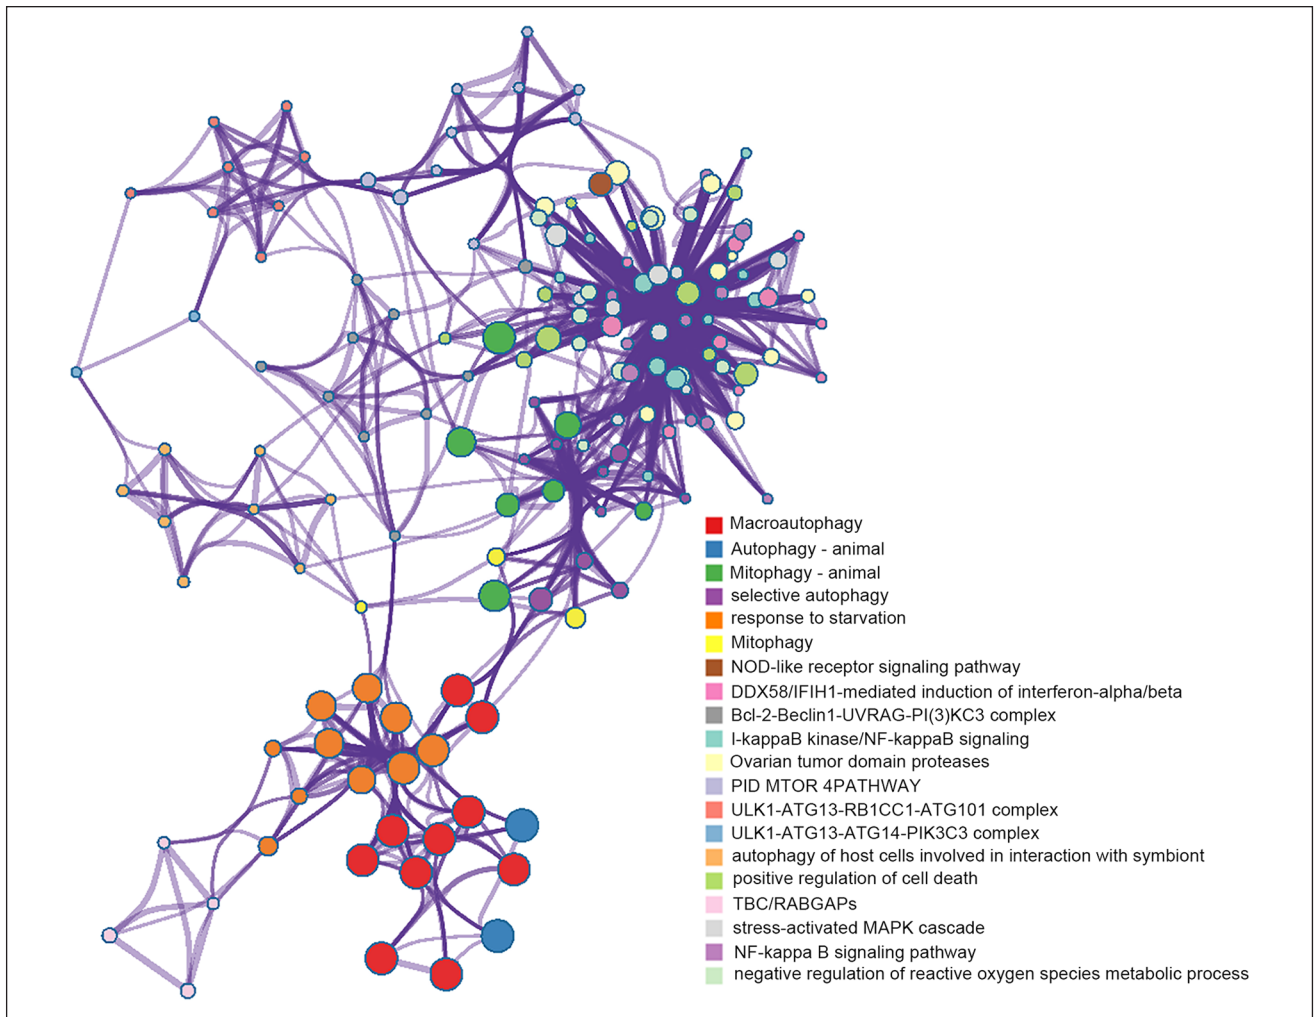 Macroautophagy
Autophagy - animal
Mitophagy - animal
selective autophagy
response to starvation
Mitophagy
NOD-like receptor signaling pathway
DDX58/IFIH1-mediated induction of interferon-alpha/beta
Bcl-2-Beclin1-UVRAG-PI(3)KC3 complex
I-kappaB kinase/NF-kappaB signaling
Ovarian tumor domain proteases
PID MTOR 4PATHWAY
ULK1-ATG13-RB1CC1-ATG101 complex
ULK1-ATG13-ATG14-PIK3C3 complex
autophagy of host cells involved in interaction with symbiont
positive regulation of cell death
TBC/RABGAPs
stress-activated MAPK cascade
NF-kappa B signaling pathway
negative regulation of reactive oxygen species metabolic process